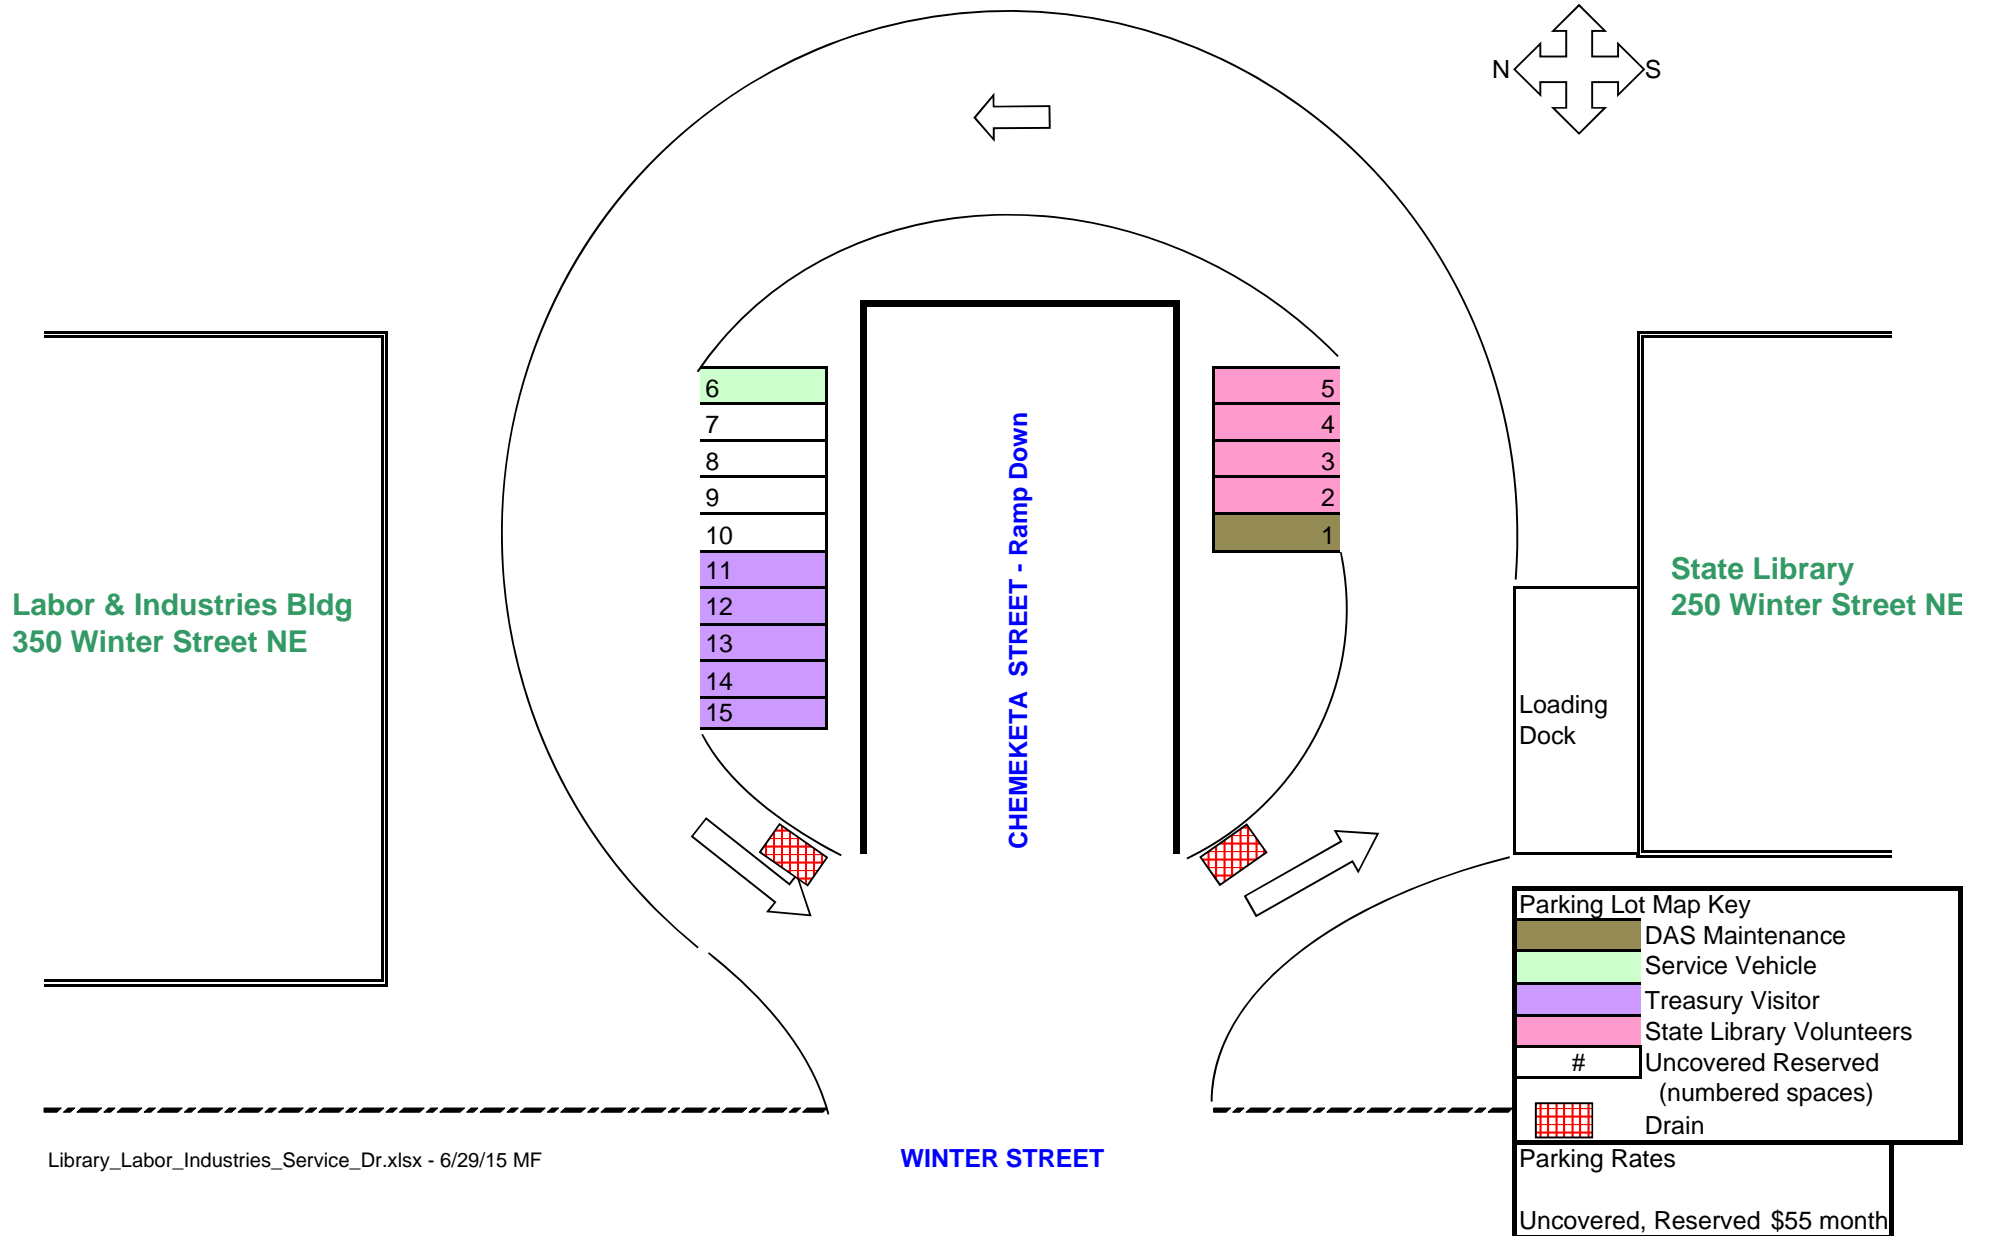 N
S
6
7
8
9
10
11
12
13
14
15
5
4
3
2
1
CHEMEKETA STREET - Ramp Down
Labor & Industries Bldg
350 Winter Street NE
State Library
250 Winter Street NE
Loading
Dock
Parking Lot Map Key
DAS Maintenance
Service Vehicle
Treasury Visitor
State Library Volunteers
# Uncovered Reserved
(numbered spaces)
Drain
Parking Rates
Uncovered, Reserved $55 month
WINTER STREET
Library_Labor_Industries_Service_Dr.xlsx - 6/29/15 MF